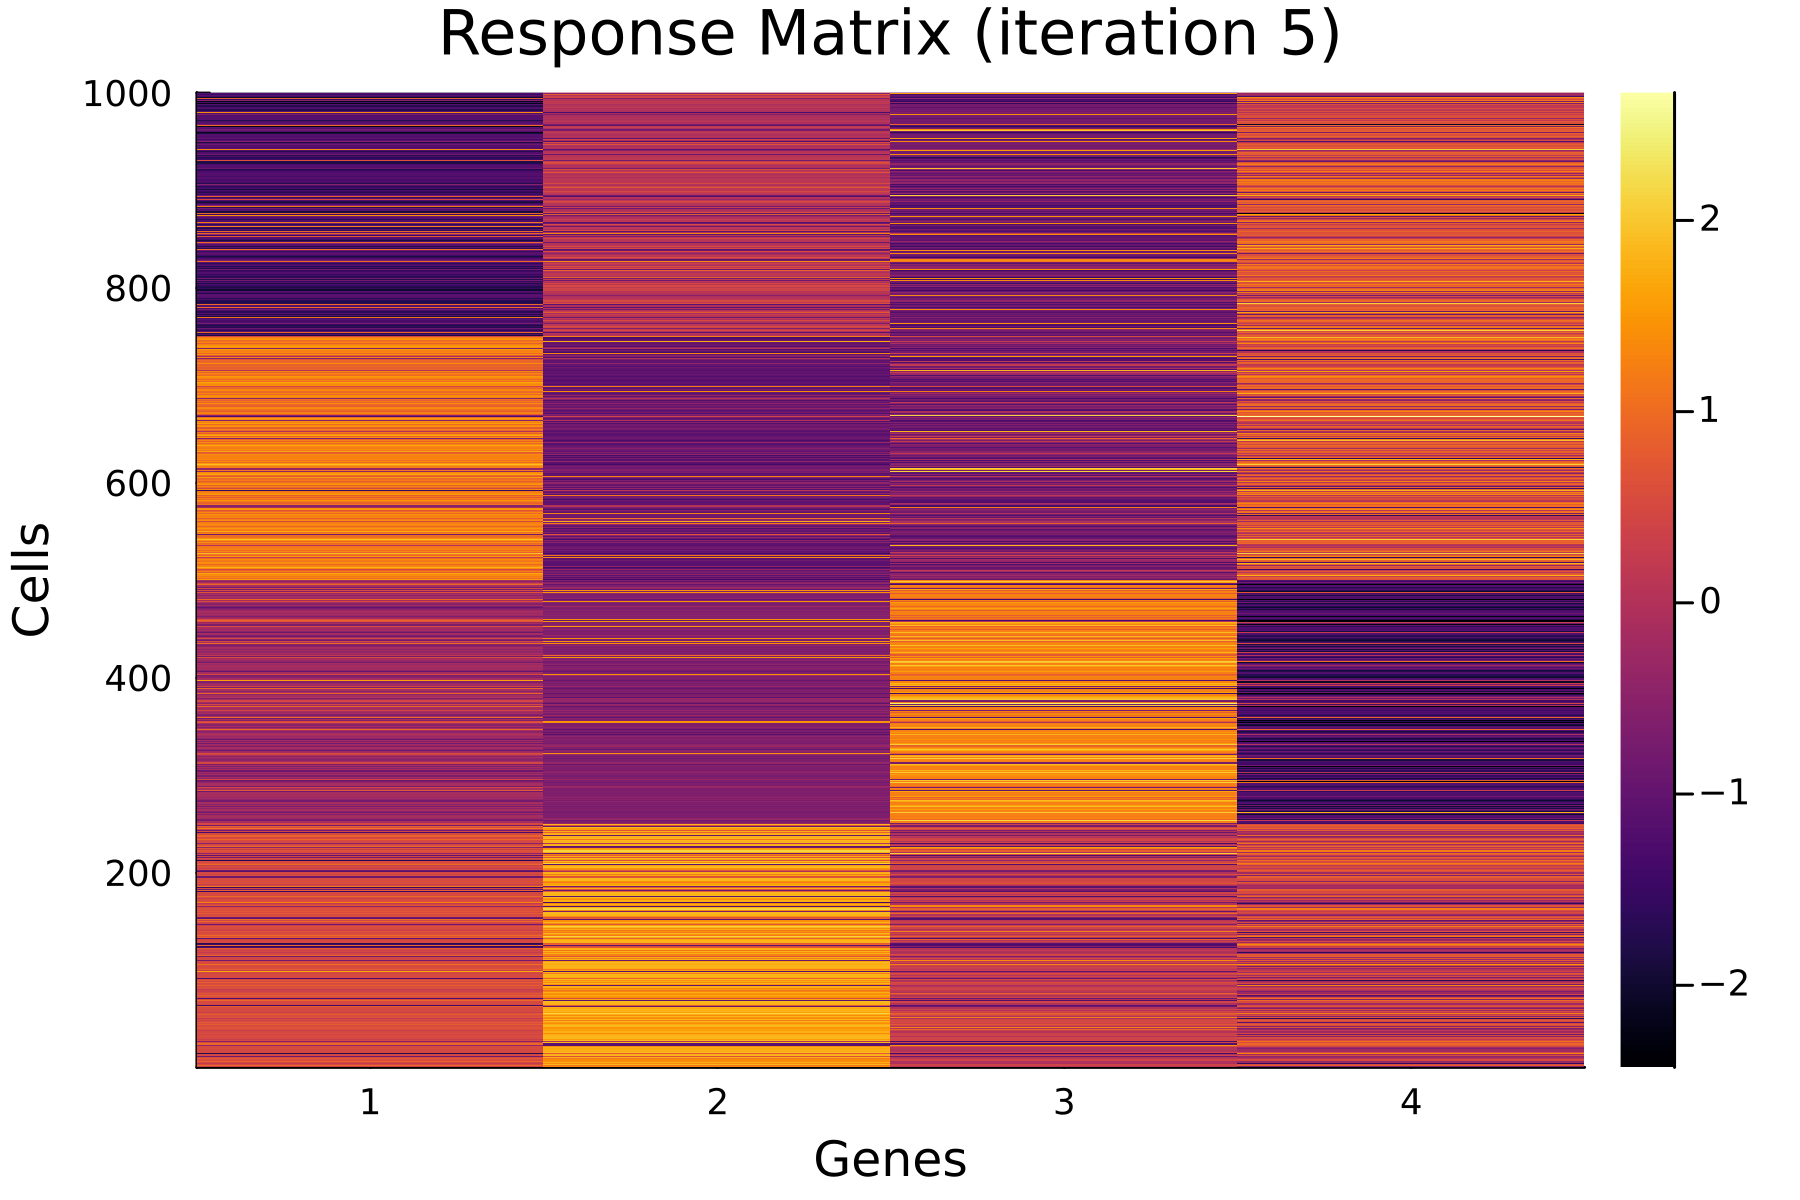 Response Matrix (iteration 5)
Cells
1000
800
600
400
200
1 2 3 4
Genes
2
1
0
−1
−2